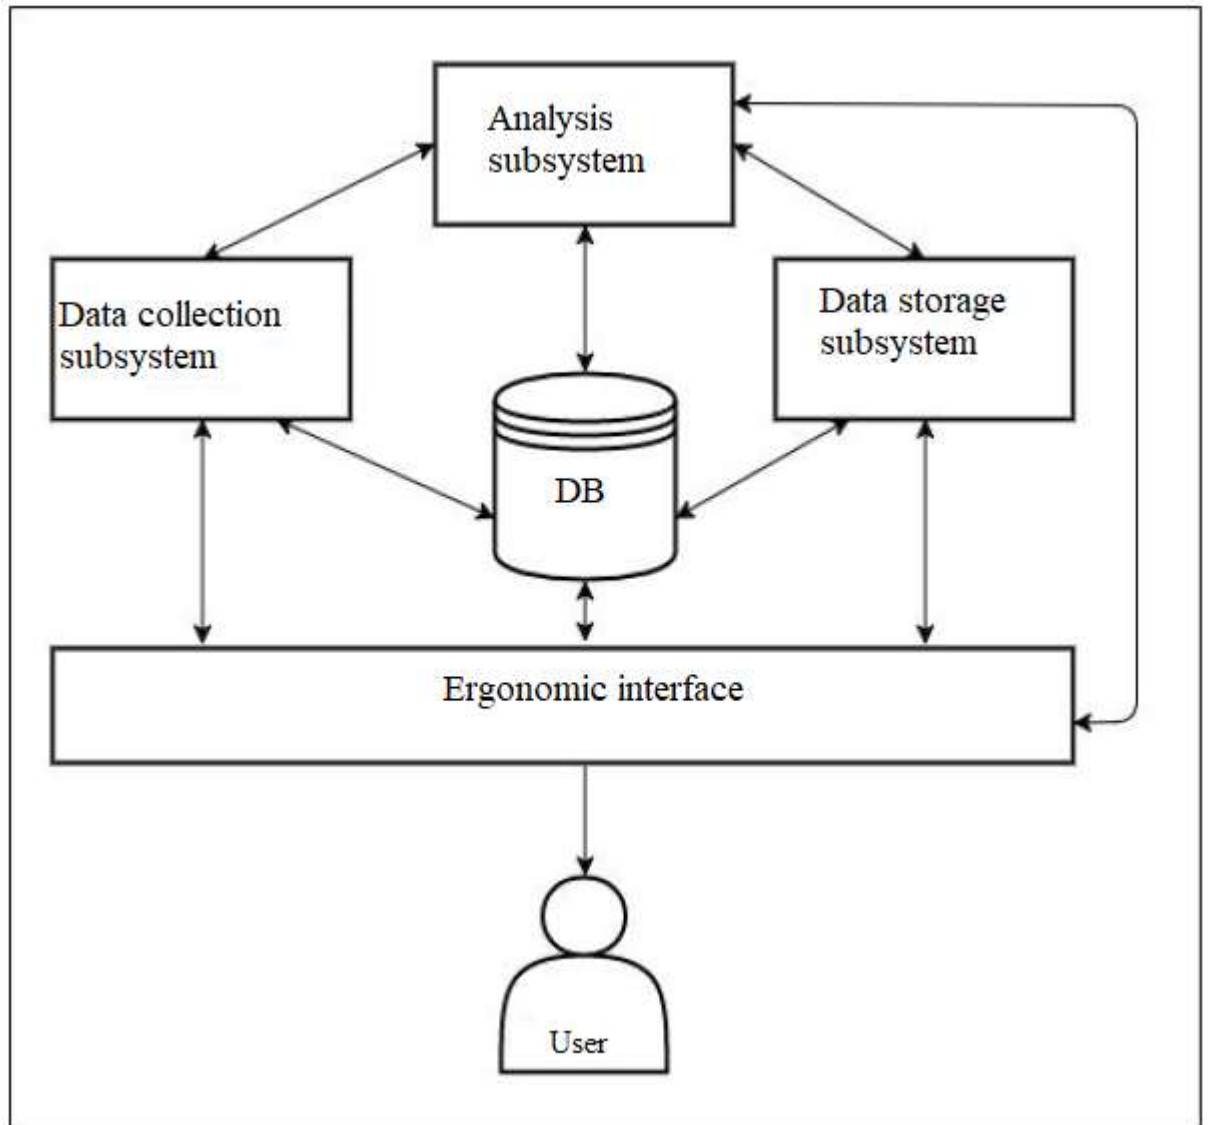 Analysis
subsystem
Data collection
subsystem
Data storage
subsystem
DB
Ergonomic interface
User